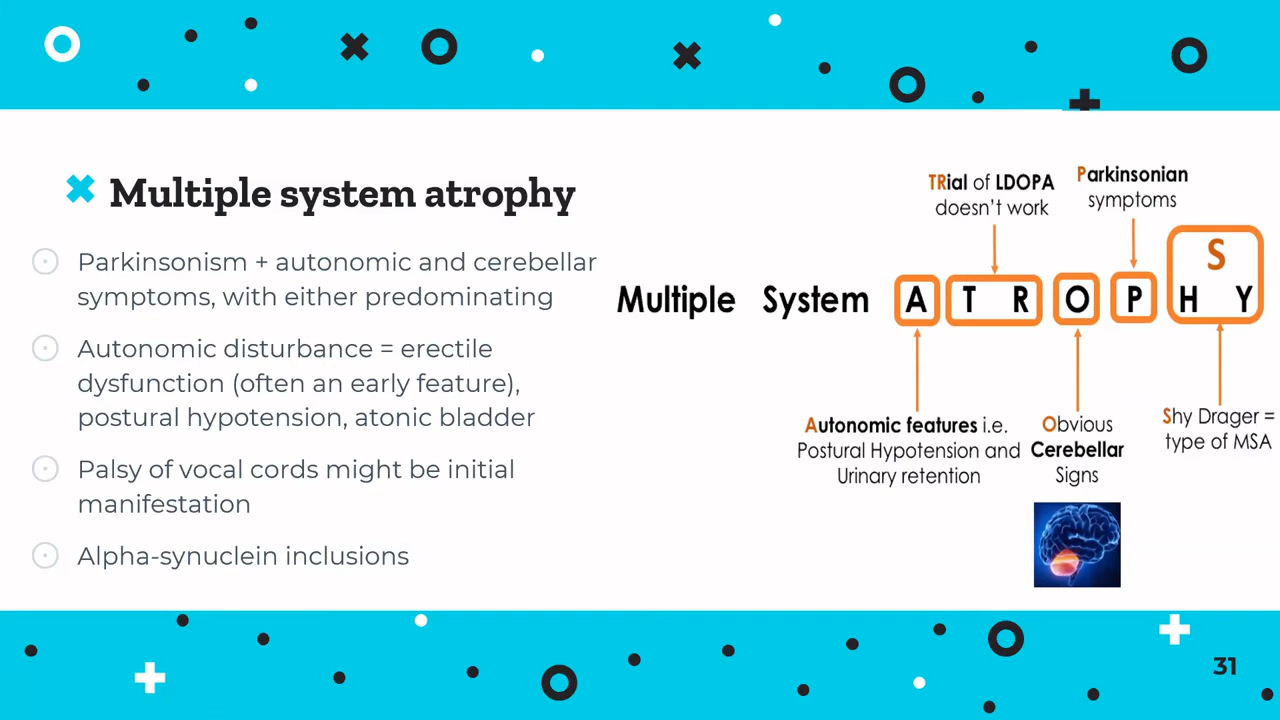 Multiple system atrophy
Parkinsonism + autonomic and cerebellar
symptoms, with either predominating
Autonomic disturbance = erectile
dysfunction (often an early feature),
postural hypotension, atonic bladder
Palsy of vocal cords might be initial
manifestation
Alpha-synuclein inclusions
TRial of LDOPA
doesn't work
Parkinsonian
symptoms
S
Multiple System A T R O P H Y
Autonomic features i.e.
Postural Hypotension and
Urinary retention
Obvious
Cerebellar
Signs
Shy Drager =
type of MSA
31